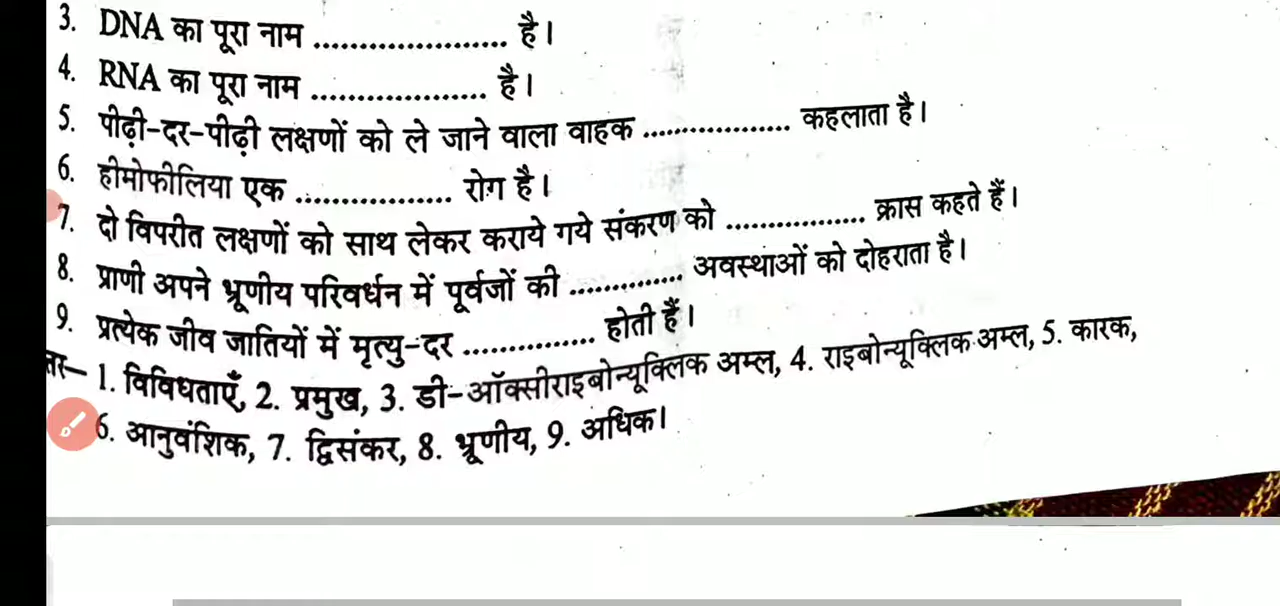 3. DNA का पूरा नाम ...................... है।
4. RNA का पूरा नाम .................... है।
5. पीढ़ी-दर-पीढ़ी लक्षणों को ले जाने वाला वाहक .................. कहलाता है।
6. हीमोफीलिया एक .................. रोग है।
7. दो विपरीत लक्षणों को साथ लेकर कराये गये संकरण को ................ क्रास कहते हैं।
8. प्राणी अपने भ्रूणीय परिवर्धन में पूर्वजों की ............. अवस्थाओं को दोहराता है।
9. प्रत्येक जीव जातियों में मृत्यु-दर ............... होती हैं।
तर– 1. विविधताएँ, 2. प्रमुख, 3. डी-ऑक्सीराइबोन्यूक्लिक अम्ल, 4. राइबोन्यूक्लिक अम्ल, 5. कारक,
6. आनुवंशिक, 7. द्विसंकर, 8. भ्रूणीय, 9. अधिक।